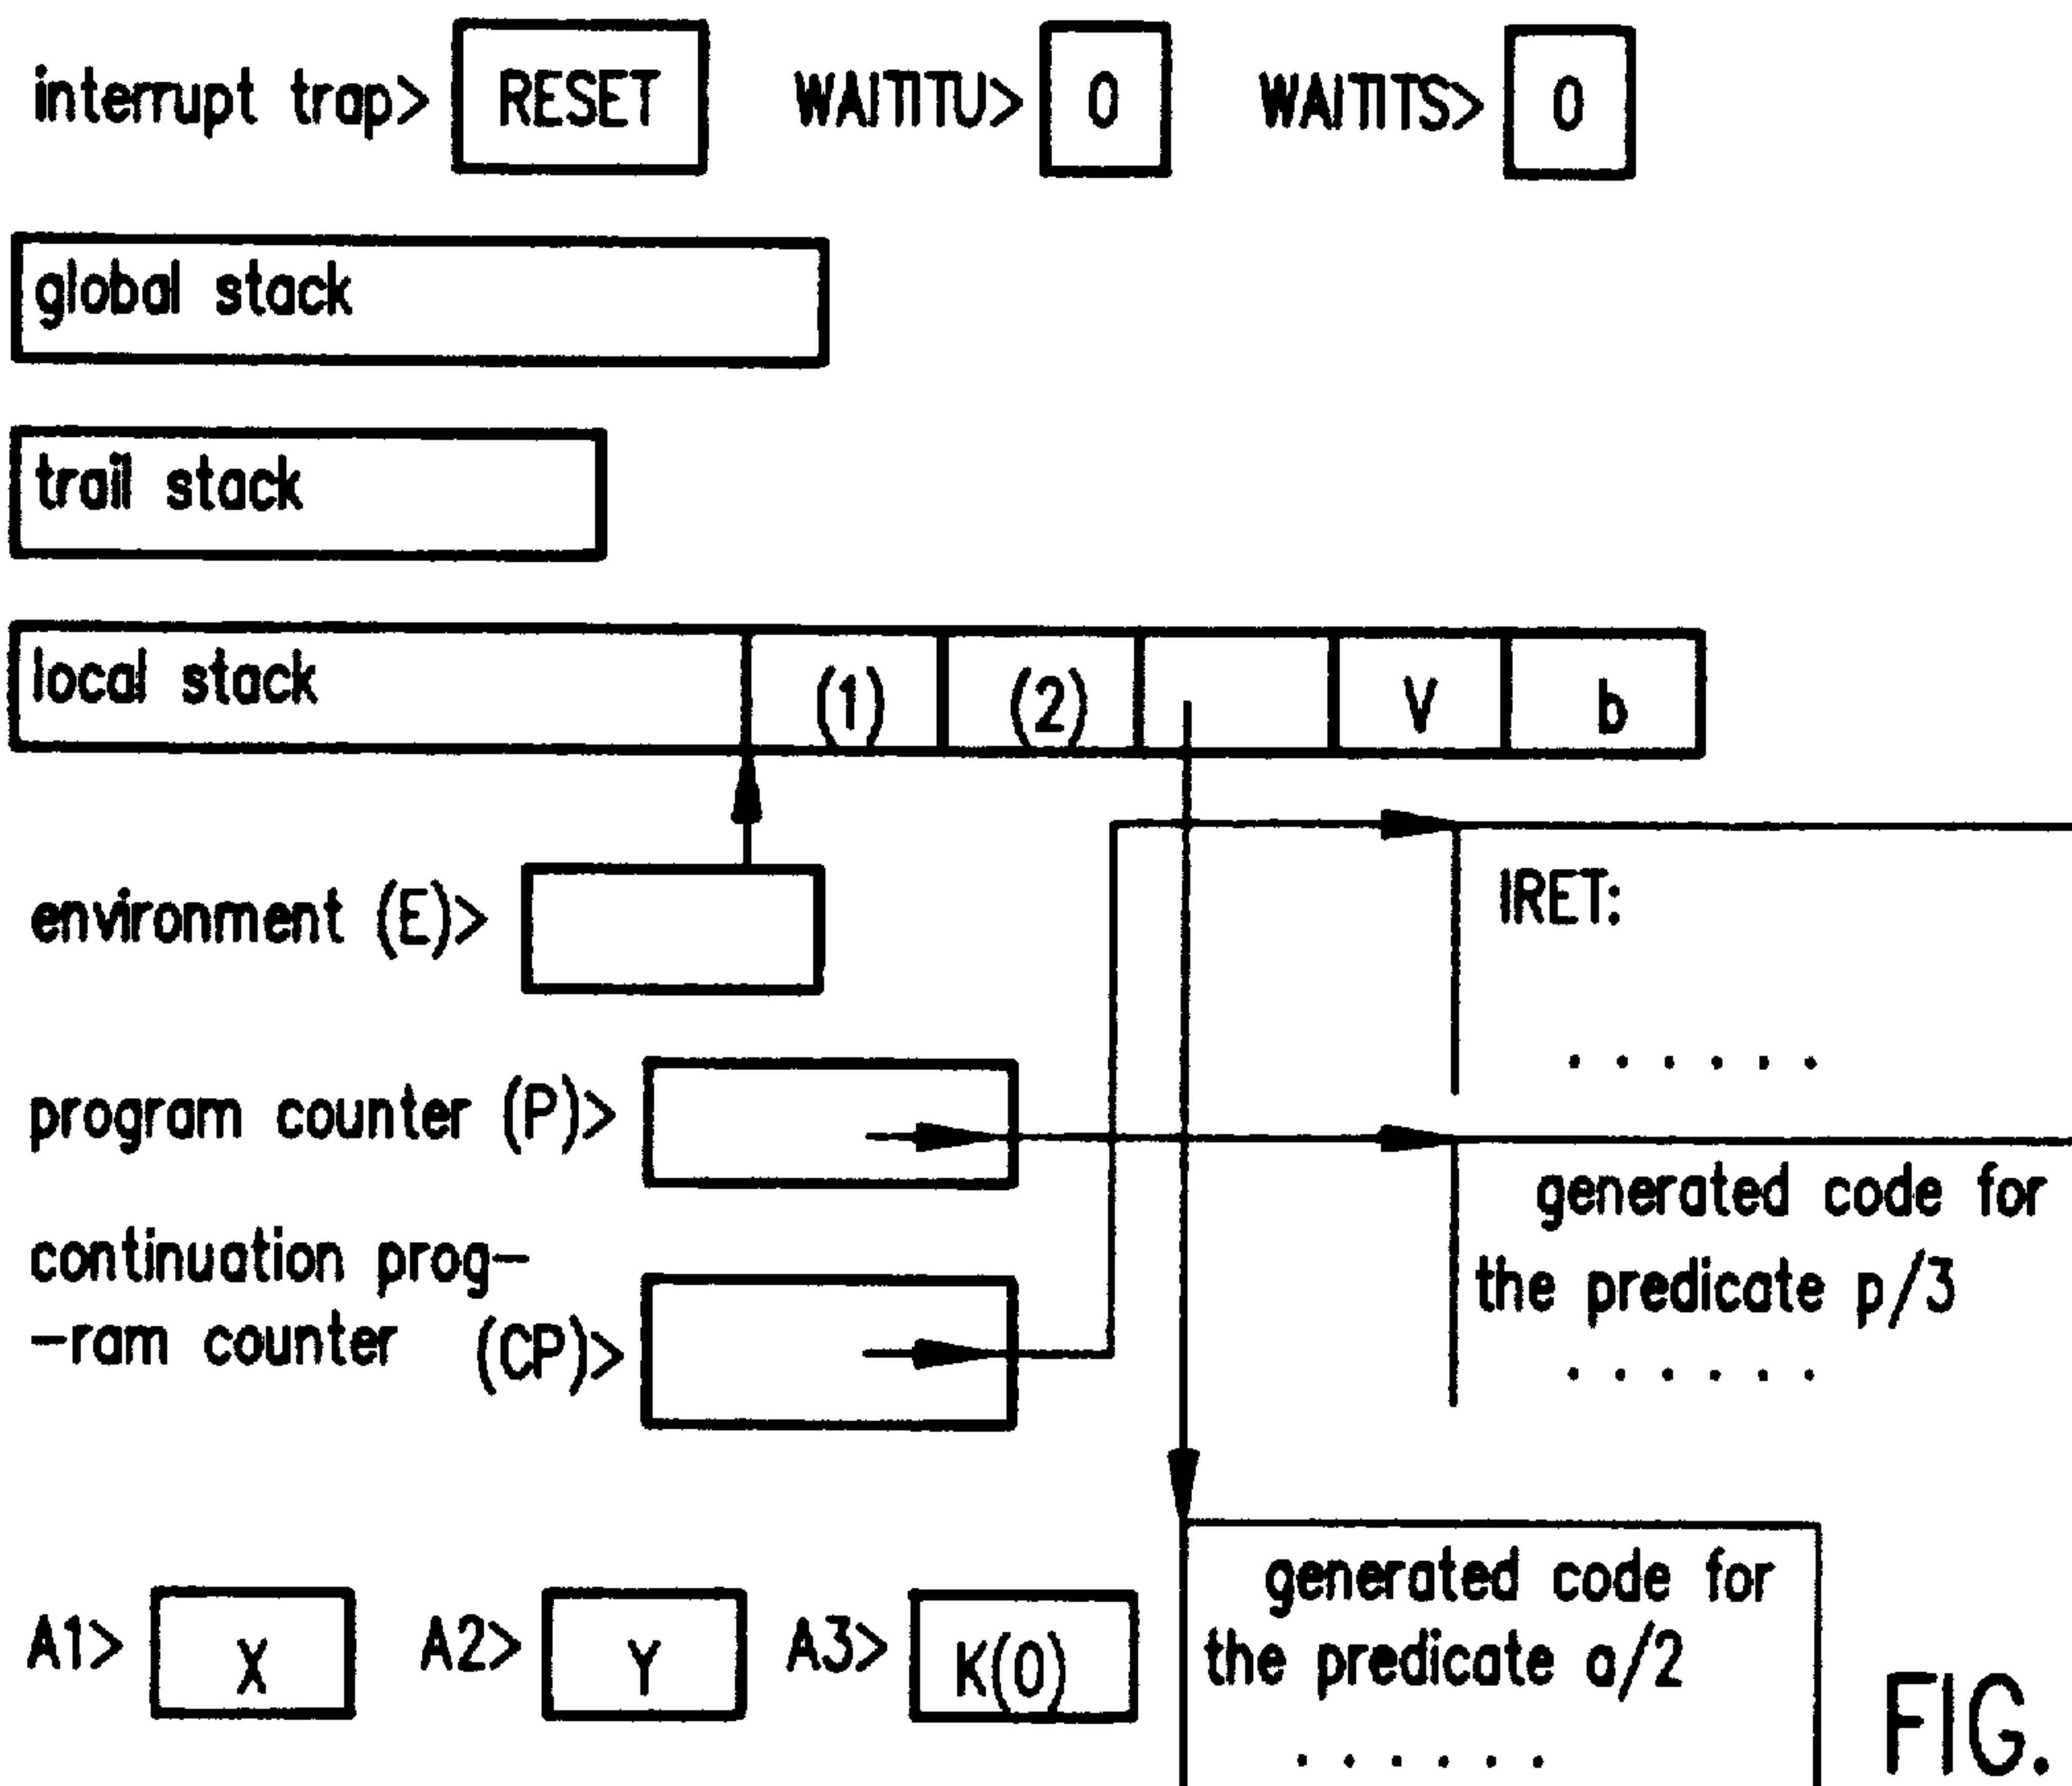 interrupt trap> RESET WAITITU> 0 WAITITS> 0
global stack
trail stack
local stack (1) (2) V b
environment (E)>
IRET:
. . . . . .
program counter (P)>
generated code for
the predicate p/3
. . . . . .
continuation prog-
-ram counter (CP)>
A1> X A2> Y A3> K(0)
generated code for
the predicate a/2
. . . . . .
FIG.